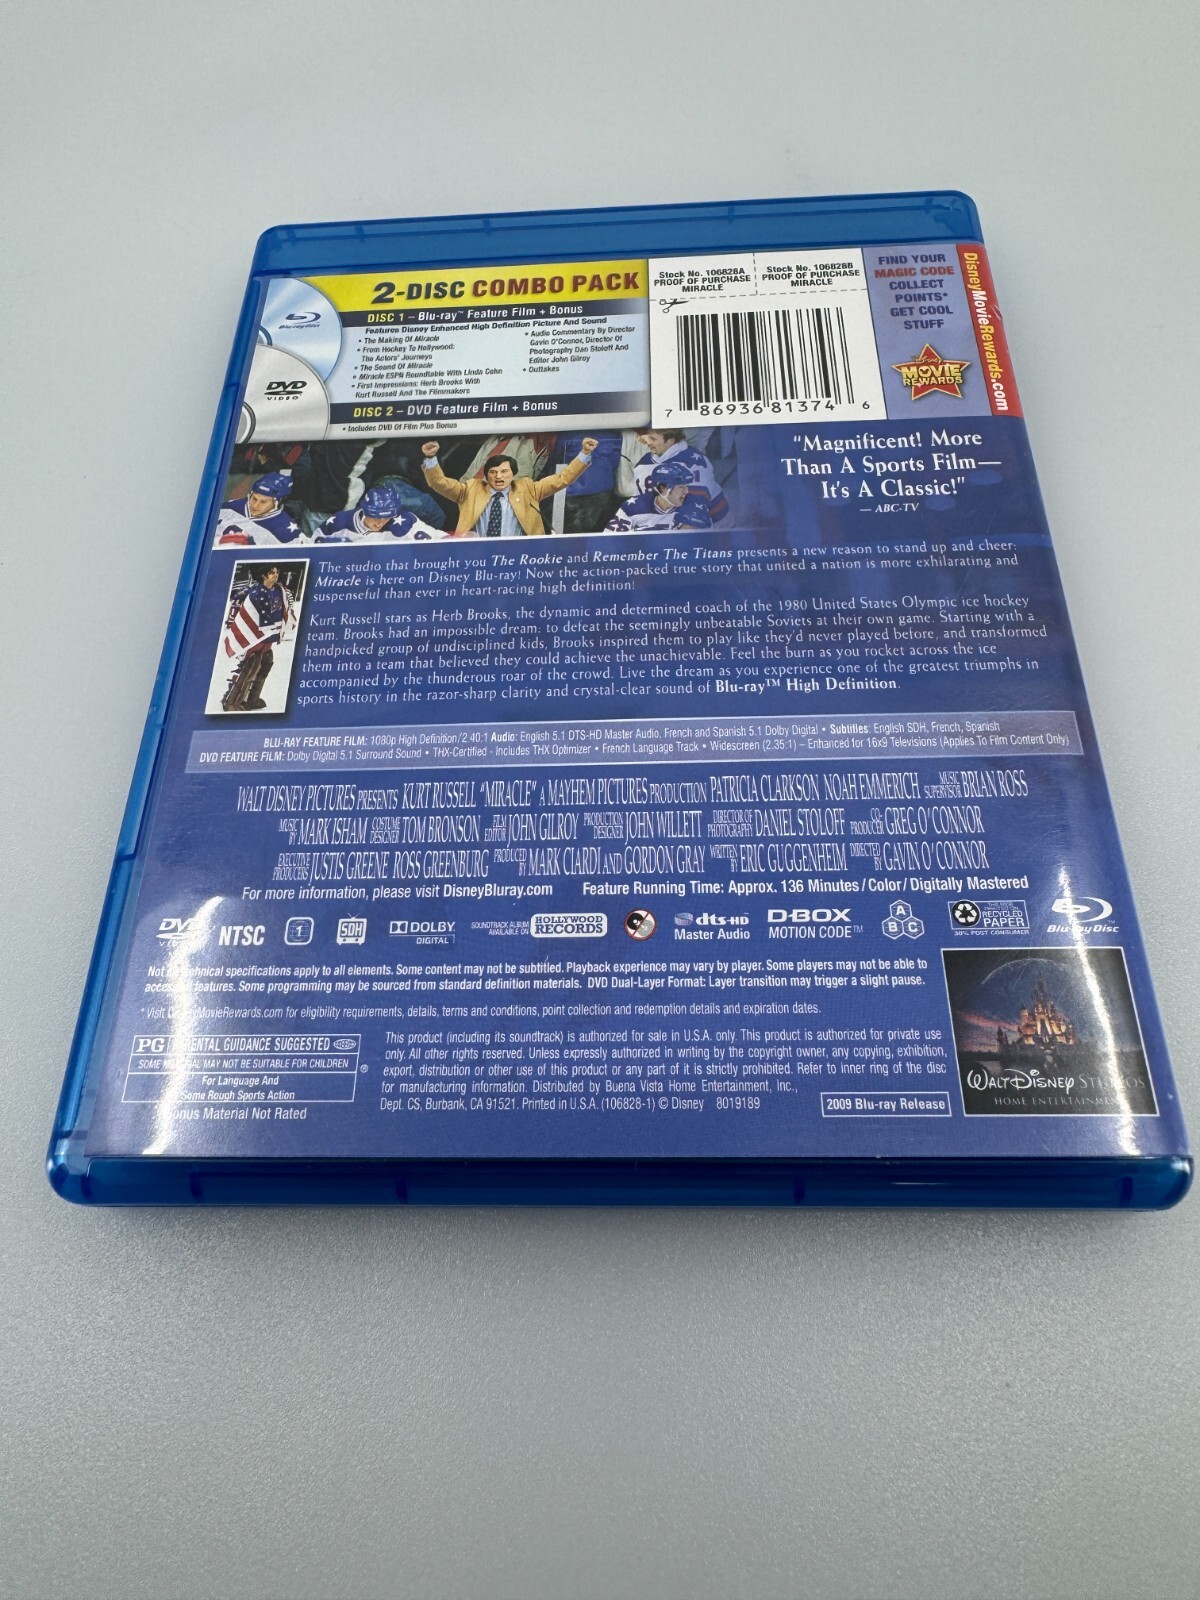 2-DISC COMBO PACK
DISC 1 – Blu-ray™ Feature Film + Bonus
Features Disney Enhanced High Definition Picture And Sound
• The Making Of Miracle
• From Hockey To Hollywood:
The Actors' Journeys
• The Sound Of Miracle
• Miracle ESPN Roundtable With Linda Cohn
• First Impressions: Herb Brooks With
Kurt Russell And The Filmmakers
• Audio Commentary By Director
Gavin O'Connor, Director Of
Photography Dan Stoloff And
Editor John Gilroy
• Outtakes
DISC 2 – DVD Feature Film + Bonus
• Includes DVD Of Film Plus Bonus
Blu-ray Disc
DVD
VIDEO
Stock No. 106828A
PROOF OF PURCHASE
MIRACLE
Stock No. 106828B
PROOF OF PURCHASE
MIRACLE
7 86936 81374 6
FIND YOUR
MAGIC CODE
COLLECT
POINTS*
GET COOL
STUFF
Disney
MOVIE
REWARDS
DisneyMovieRewards.com
"Magnificent! More
Than A Sports Film—
It's A Classic!"
— ABC-TV
The studio that brought you The Rookie and Remember The Titans presents a new reason to stand up and cheer:
Miracle is here on Disney Blu-ray! Now the action-packed true story that united a nation is more exhilarating and
suspenseful than ever in heart-racing high definition!
Kurt Russell stars as Herb Brooks, the dynamic and determined coach of the 1980 United States Olympic ice hockey
team. Brooks had an impossible dream: to defeat the seemingly unbeatable Soviets at their own game. Starting with a
handpicked group of undisciplined kids, Brooks inspired them to play like they'd never played before, and transformed
them into a team that believed they could achieve the unachievable. Feel the burn as you rocket across the ice
accompanied by the thunderous roar of the crowd. Live the dream as you experience one of the greatest triumphs in
sports history in the razor-sharp clarity and crystal-clear sound of Blu-ray™ High Definition.
BLU-RAY FEATURE FILM: 1080p High Definition/2.40:1 Audio: English 5.1 DTS-HD Master Audio, French and Spanish 5.1 Dolby Digital • Subtitles: English SDH, French, Spanish
DVD FEATURE FILM: Dolby Digital 5.1 Surround Sound • THX-Certified - Includes THX Optimizer • French Language Track • Widescreen (2.35:1) – Enhanced for 16x9 Televisions (Applies To Film Content Only)
WALT DISNEY PICTURES PRESENTS KURT RUSSELL "MIRACLE" A MAYHEM PICTURES PRODUCTION PATRICIA CLARKSON NOAH EMMERICH MUSIC SUPERVISOR BRIAN ROSS
MUSIC BY MARK ISHAM COSTUME DESIGNER TOM BRONSON FILM EDITOR JOHN GILROY PRODUCTION DESIGNER JOHN WILLETT DIRECTOR OF PHOTOGRAPHY DANIEL STOLOFF CO-PRODUCER GREG O'CONNOR
EXECUTIVE PRODUCERS JUSTIS GREENE ROSS GREENBURG PRODUCED BY MARK CIARDI AND GORDON GRAY WRITTEN BY ERIC GUGGENHEIM DIRECTED BY GAVIN O'CONNOR
For more information, please visit DisneyBluray.com Feature Running Time: Approx. 136 Minutes/Color/Digitally Mastered
DVD
NTSC
1
SDH
DOLBY
DIGITAL
SOUNDTRACK ALBUM
AVAILABLE ON
HOLLYWOOD
RECORDS
dts-HD
Master Audio
D-BOX
MOTION CODE™
A
B C
RECYCLED
PAPER
30% POST CONSUMER
Blu-ray Disc
technical specifications apply to all elements. Some content may not be subtitled. Playback experience may vary by player. Some players may not be able to
features. Some programming may be sourced from standard definition materials. DVD Dual-Layer Format: Layer transition may trigger a slight pause.
* Visit DisneyMovieRewards.com for eligibility requirements, details, terms and conditions, point collection and redemption details and expiration dates.
PG PARENTAL GUIDANCE SUGGESTED
SOME MATERIAL MAY NOT BE SUITABLE FOR CHILDREN ®
For Language And
Some Rough Sports Action
Bonus Material Not Rated
This product (including its soundtrack) is authorized for sale in U.S.A. only. This product is authorized for private use
only. All other rights reserved. Unless expressly authorized in writing by the copyright owner, any copying, exhibition,
export, distribution or other use of this product or any part of it is strictly prohibited. Refer to inner ring of the disc
for manufacturing information. Distributed by Buena Vista Home Entertainment, Inc.,
Dept. CS, Burbank, CA 91521. Printed in U.S.A. (106828-1) © Disney 8019189
2009 Blu-ray Release
WALT DISNEY STUDIOS
HOME ENTERTAINMENT